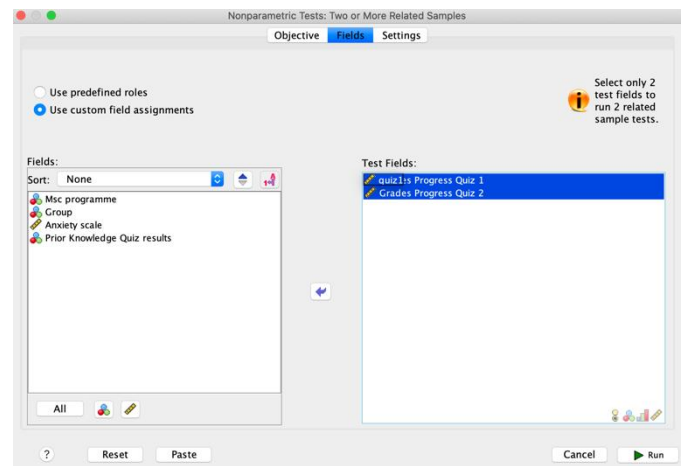 Nonparametric Tests: Two or More Related Samples
Objective Fields Settings
Use predefined roles
Use custom field assignments
Select only 2
test fields to
run 2 related
sample tests.
Fields:
Sort: None
Msc programme
Group
Anxiety scale
Prior Knowledge Quiz results
All
Test Fields:
quiz1:s Progress Quiz 1
Grades Progress Quiz 2
? Reset Paste Cancel Run